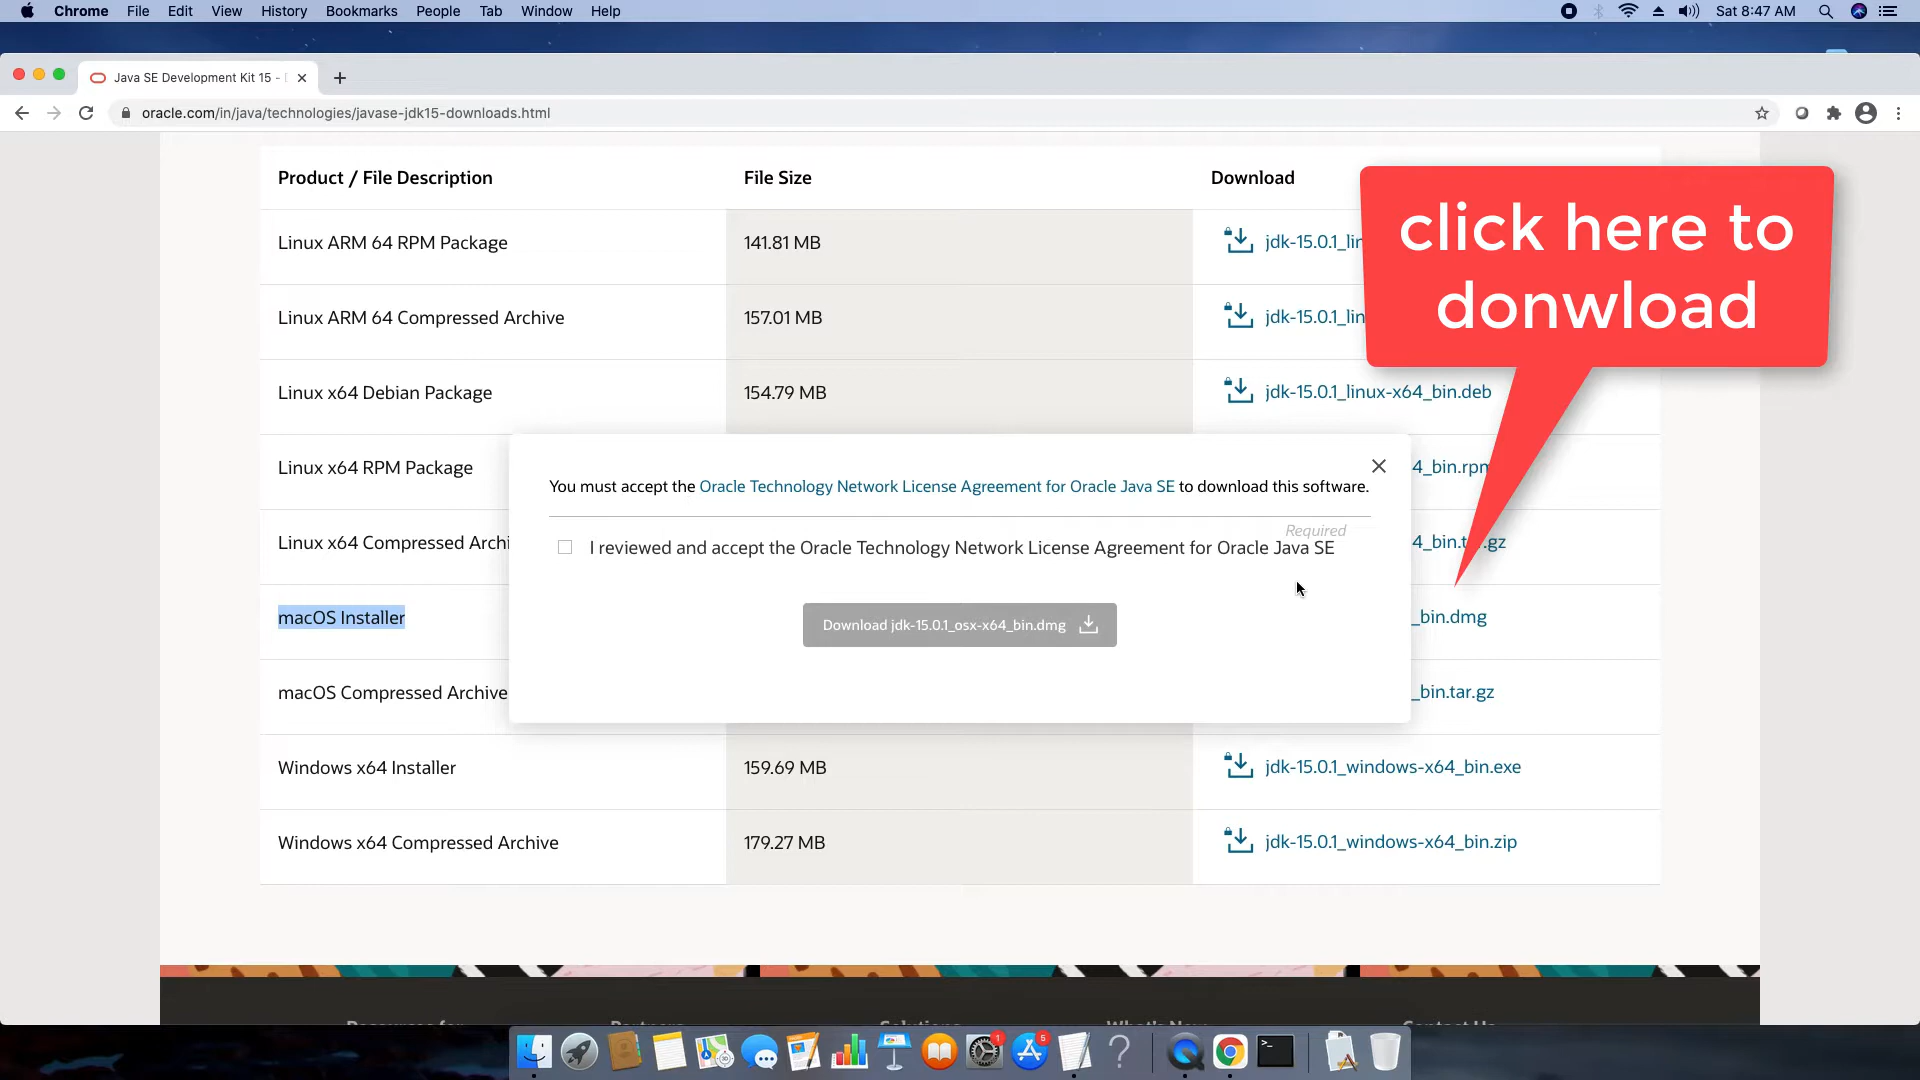 Chrome File Edit View History Bookmarks People Tab Window Help Sat 8:47 AM
Java SE Development Kit 15 -
oracle.com/in/java/technologies/javase-jdk15-downloads.html
Product / File Description File Size Download
click here to
donwload
Linux ARM 64 RPM Package 141.81 MB jdk-15.0.1_lin
Linux ARM 64 Compressed Archive 157.01 MB jdk-15.0.1_lin
Linux x64 Debian Package 154.79 MB jdk-15.0.1_linux-x64_bin.deb
Linux x64 RPM Package 4_bin.rpm
You must accept the Oracle Technology Network License Agreement for Oracle Java SE to download this software.
Required
Linux x64 Compressed Archi 4_bin.tar.gz
I reviewed and accept the Oracle Technology Network License Agreement for Oracle Java SE
macOS Installer _bin.dmg
Download jdk-15.0.1_osx-x64_bin.dmg
macOS Compressed Archive _bin.tar.gz
Windows x64 Installer 159.69 MB jdk-15.0.1_windows-x64_bin.exe
Windows x64 Compressed Archive 179.27 MB jdk-15.0.1_windows-x64_bin.zip
1 5